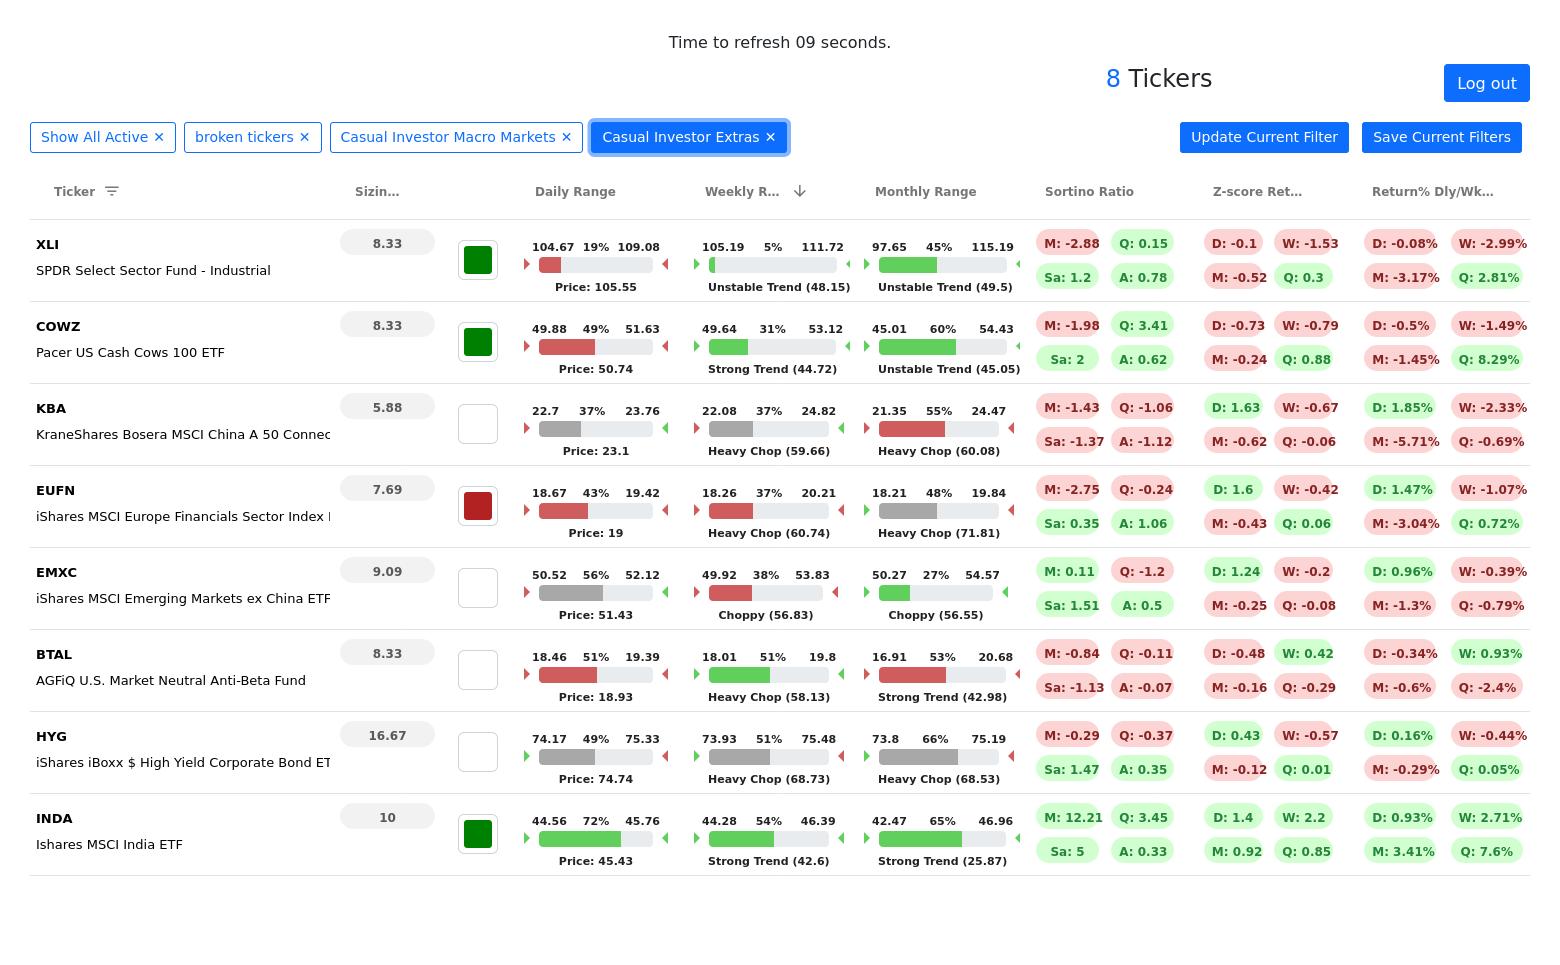 Time to refresh 09 seconds.
8 Tickers
Log out
Show All Active ✕ broken tickers ✕ Casual Investor Macro Markets ✕ Casual Investor Extras ✕ Update Current Filter Save Current Filters
Ticker Sizin... Daily Range Weekly R... Monthly Range Sortino Ratio Z-score Ret... Return% Dly/Wk...
XLI 8.33 104.67 19% 109.08 105.19 5% 111.72 97.65 45% 115.19 M: -2.88 Q: 0.15 D: -0.1 W: -1.53 D: -0.08% W: -2.99%
SPDR Select Sector Fund - Industrial Sa: 1.2 A: 0.78 M: -0.52 Q: 0.3 M: -3.17% Q: 2.81%
Price: 105.55 Unstable Trend (48.15) Unstable Trend (49.5)
COWZ 8.33 49.88 49% 51.63 49.64 31% 53.12 45.01 60% 54.43 M: -1.98 Q: 3.41 D: -0.73 W: -0.79 D: -0.5% W: -1.49%
Pacer US Cash Cows 100 ETF Sa: 2 A: 0.62 M: -0.24 Q: 0.88 M: -1.45% Q: 8.29%
Price: 50.74 Strong Trend (44.72) Unstable Trend (45.05)
KBA 5.88 22.7 37% 23.76 22.08 37% 24.82 21.35 55% 24.47 M: -1.43 Q: -1.06 D: 1.63 W: -0.67 D: 1.85% W: -2.33%
KraneShares Bosera MSCI China A 50 Connec Sa: -1.37 A: -1.12 M: -0.62 Q: -0.06 M: -5.71% Q: -0.69%
Price: 23.1 Heavy Chop (59.66) Heavy Chop (60.08)
EUFN 7.69 18.67 43% 19.42 18.26 37% 20.21 18.21 48% 19.84 M: -2.75 Q: -0.24 D: 1.6 W: -0.42 D: 1.47% W: -1.07%
iShares MSCI Europe Financials Sector Index Sa: 0.35 A: 1.06 M: -0.43 Q: 0.06 M: -3.04% Q: 0.72%
Price: 19 Heavy Chop (60.74) Heavy Chop (71.81)
EMXC 9.09 50.52 56% 52.12 49.92 38% 53.83 50.27 27% 54.57 M: 0.11 Q: -1.2 D: 1.24 W: -0.2 D: 0.96% W: -0.39%
iShares MSCI Emerging Markets ex China ETF Sa: 1.51 A: 0.5 M: -0.25 Q: -0.08 M: -1.3% Q: -0.79%
Price: 51.43 Choppy (56.83) Choppy (56.55)
BTAL 8.33 18.46 51% 19.39 18.01 51% 19.8 16.91 53% 20.68 M: -0.84 Q: -0.11 D: -0.48 W: 0.42 D: -0.34% W: 0.93%
AGFiQ U.S. Market Neutral Anti-Beta Fund Sa: -1.13 A: -0.07 M: -0.16 Q: -0.29 M: -0.6% Q: -2.4%
Price: 18.93 Heavy Chop (58.13) Strong Trend (42.98)
HYG 16.67 74.17 49% 75.33 73.93 51% 75.48 73.8 66% 75.19 M: -0.29 Q: -0.37 D: 0.43 W: -0.57 D: 0.16% W: -0.44%
iShares iBoxx $ High Yield Corporate Bond ET Sa: 1.47 A: 0.35 M: -0.12 Q: 0.01 M: -0.29% Q: 0.05%
Price: 74.74 Heavy Chop (68.73) Heavy Chop (68.53)
INDA 10 44.56 72% 45.76 44.28 54% 46.39 42.47 65% 46.96 M: 12.21 Q: 3.45 D: 1.4 W: 2.2 D: 0.93% W: 2.71%
Ishares MSCI India ETF Sa: 5 A: 0.33 M: 0.92 Q: 0.85 M: 3.41% Q: 7.6%
Price: 45.43 Strong Trend (42.6) Strong Trend (25.87)